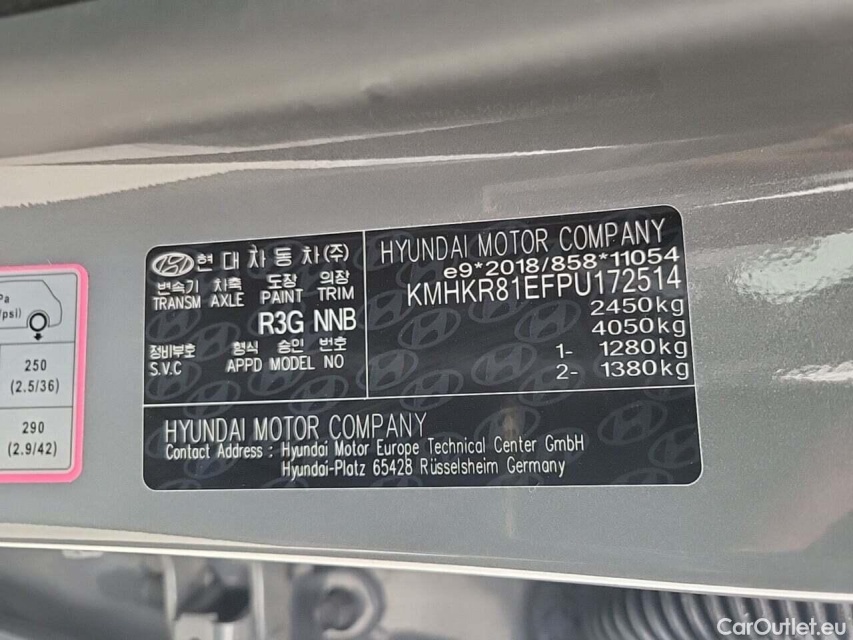 Pa
/psi)
250
(2.5/36)
290
(2.9/42)
현대자동차(주)
변속기 차축 도장 의장
TRANSM AXLE PAINT TRIM
R3G NNB
정비부호 형식 승인 번호
S.V.C APPD MODEL NO
HYUNDAI MOTOR COMPANY
e9*2018/858*11054
KMHKR81EFPU172514
2450kg
4050kg
1- 1280kg
2- 1380kg
HYUNDAI MOTOR COMPANY
Contact Address : Hyundai Motor Europe Technical Center GmbH
Hyundai-Platz 65428 Rüsselsheim Germany
CarOutlet.eu